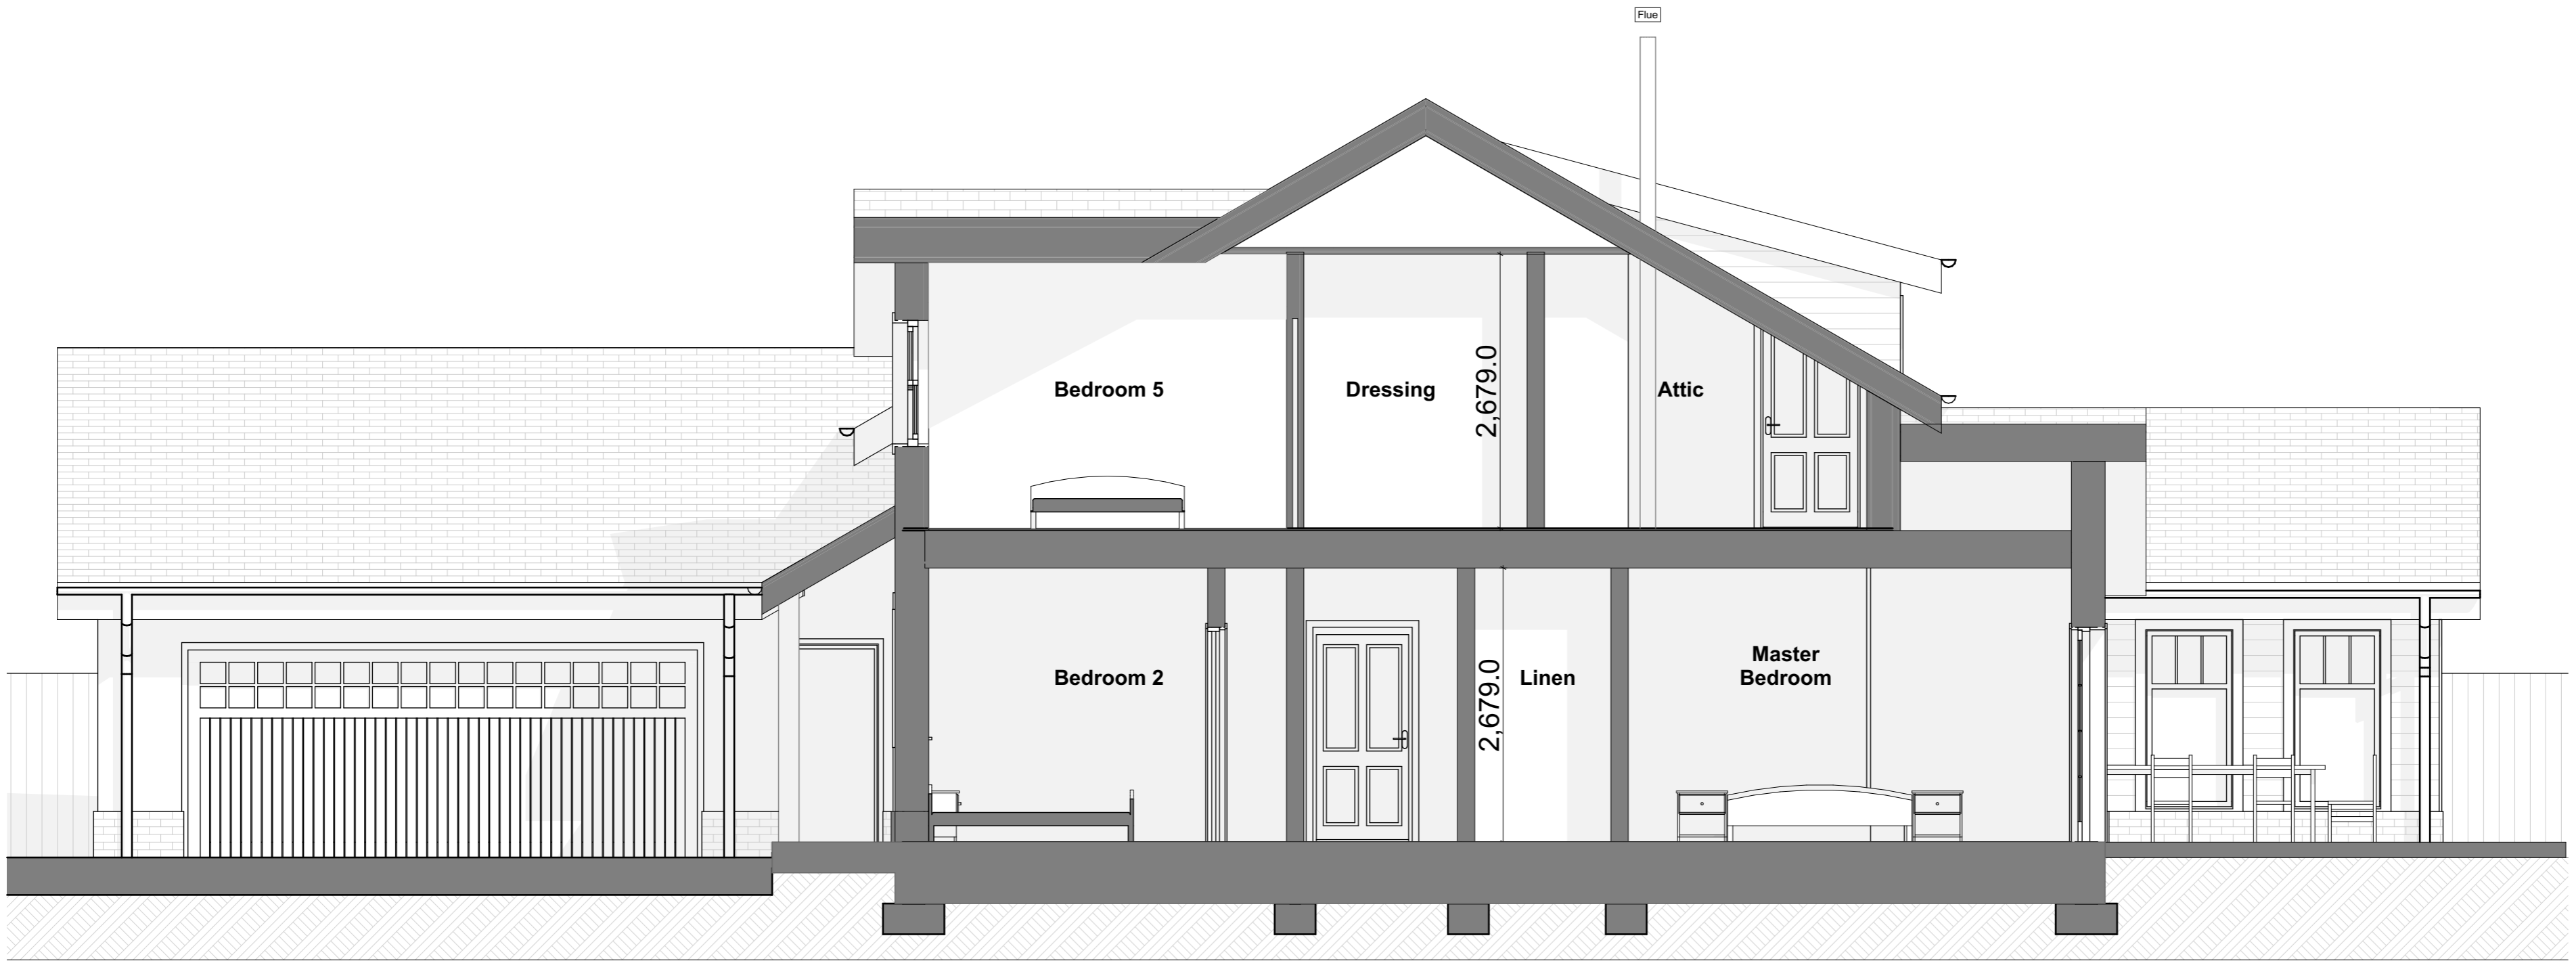 Flue
Bedroom 5
Dressing
2,679.0
Attic
Bedroom 2
2,679.0
Linen
Master
Bedroom